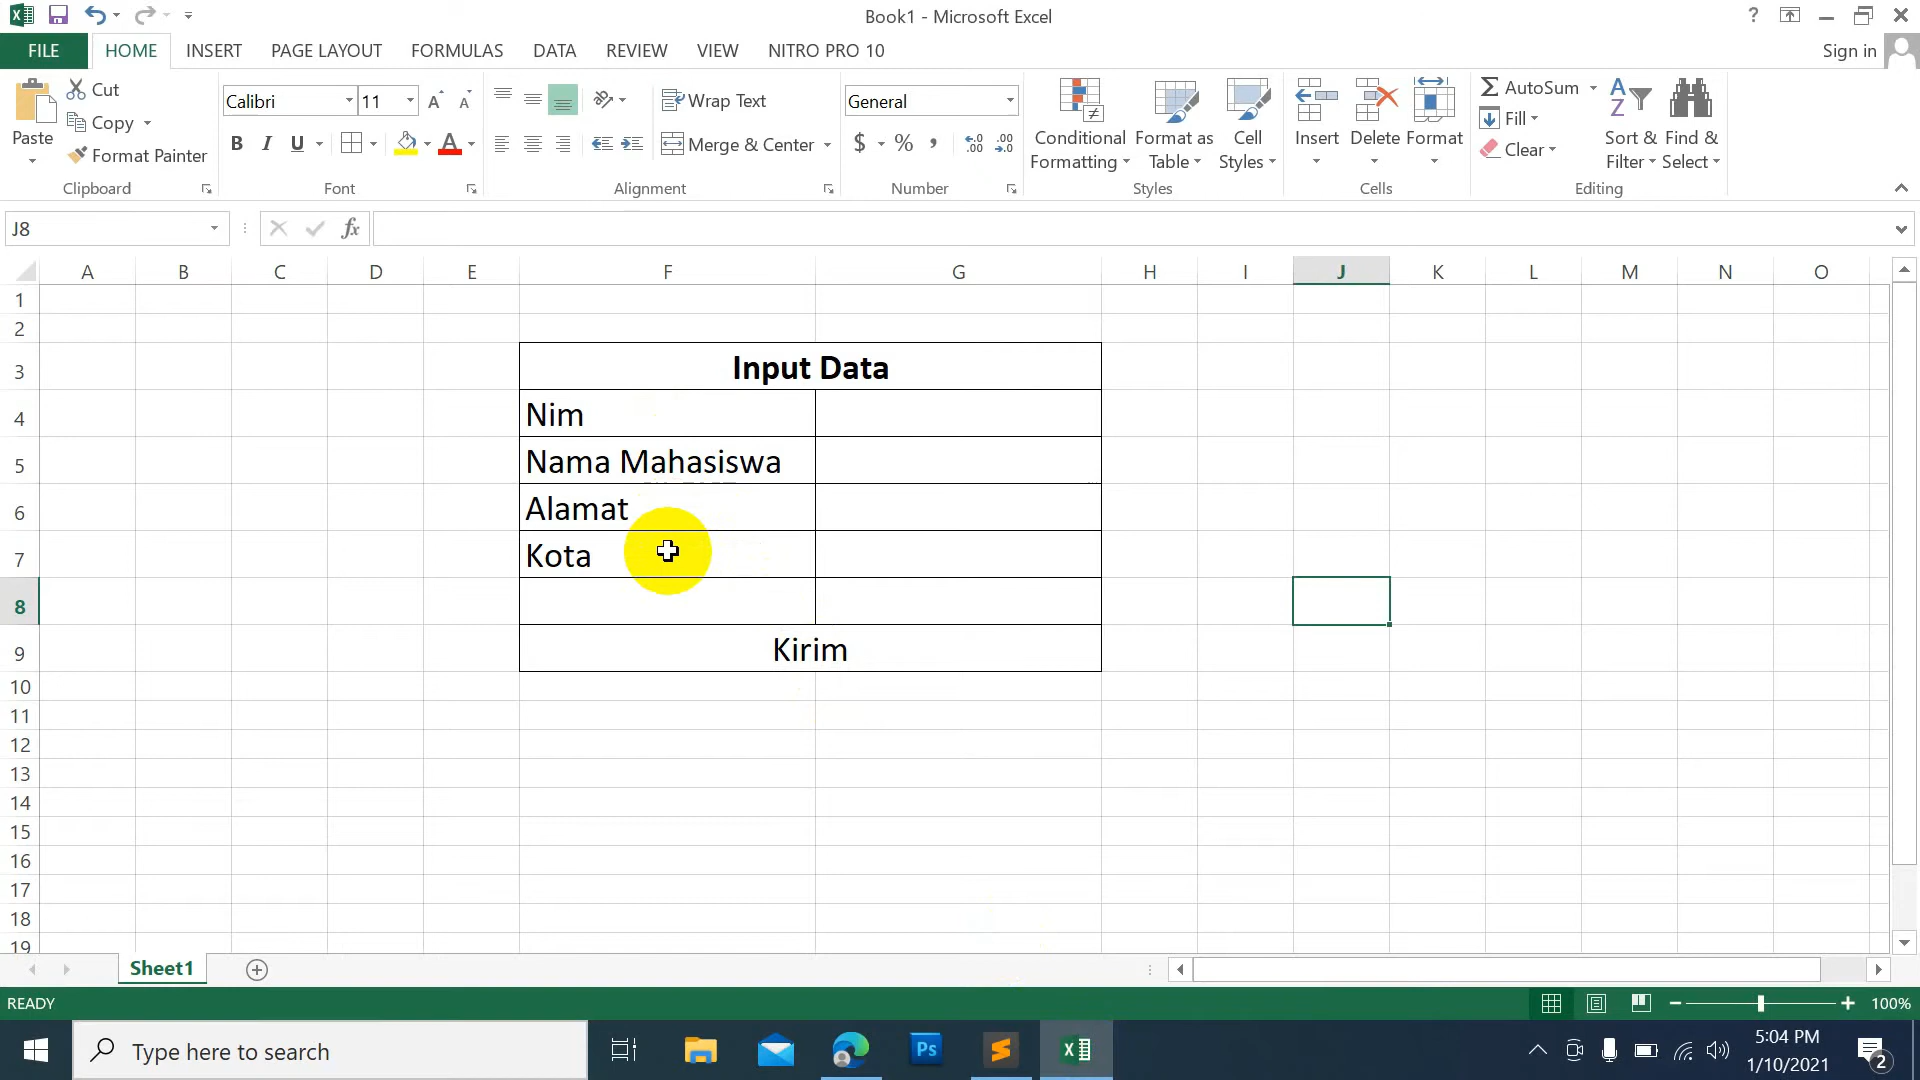 Book1 - Microsoft Excel
?
FILE HOME INSERT PAGE LAYOUT FORMULAS DATA REVIEW VIEW NITRO PRO 10 Sign in
Paste
Cut
Copy
Format Painter
Clipboard
Calibri 11
B I U
Font
Wrap Text
Merge & Center
Alignment
General
$ % ,
Number
Conditional Formatting
Format as Table
Cell Styles
Styles
Insert
Delete
Format
Cells
AutoSum
Fill
Clear
Sort & Filter
Find & Select
Editing
J8
fx
A B C D E F G H I J K L M N O
1
2
3 Input Data
4 Nim
5 Nama Mahasiswa
6 Alamat
7 Kota
8
9 Kirim
10
11
12
13
14
15
16
17
18
19
Sheet1
READY
100%
Type here to search
Ps
5:04 PM
1/10/2021
2